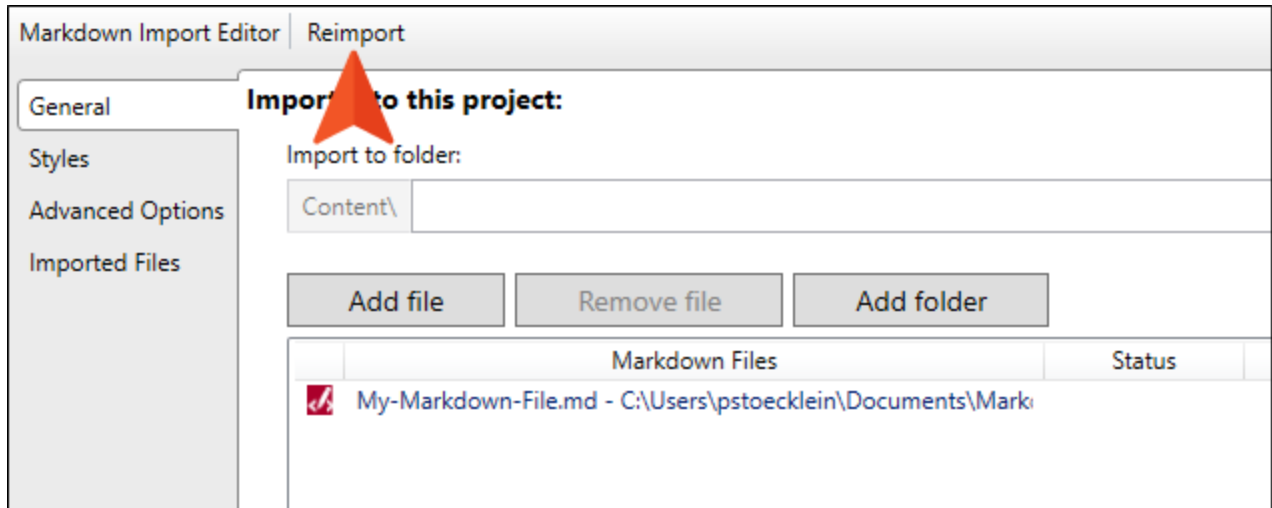 Markdown Import Editor Reimport
General
Styles
Advanced Options
Imported Files
to this project:
Import to folder:
Content\
Add file Remove file Add folder
Markdown Files Status
My-Markdown-File.md - C:\Users\pstoecklein\Documents\